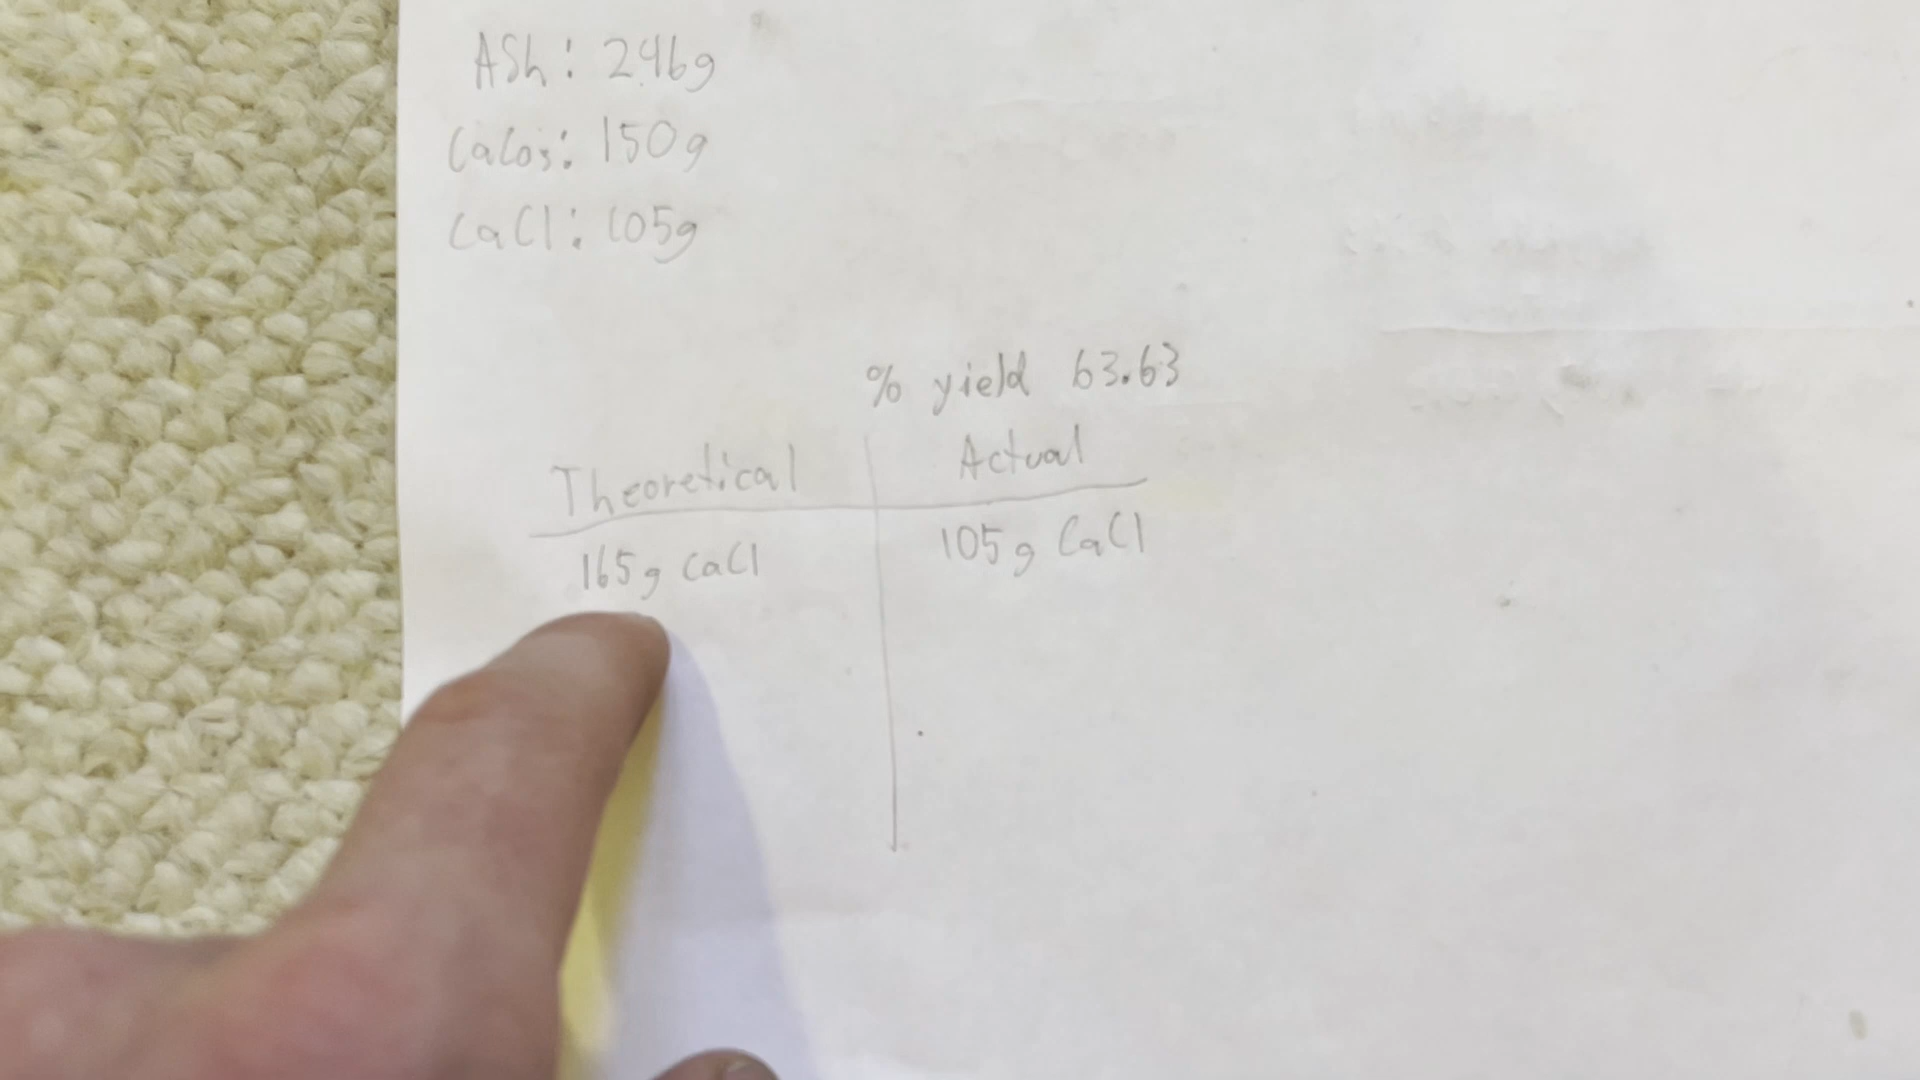 Ash: 246g
CaCo3: 150g
CaCl: 105g
% yield 63.63
Theoretical Actual
165g CaCl 105g CaCl